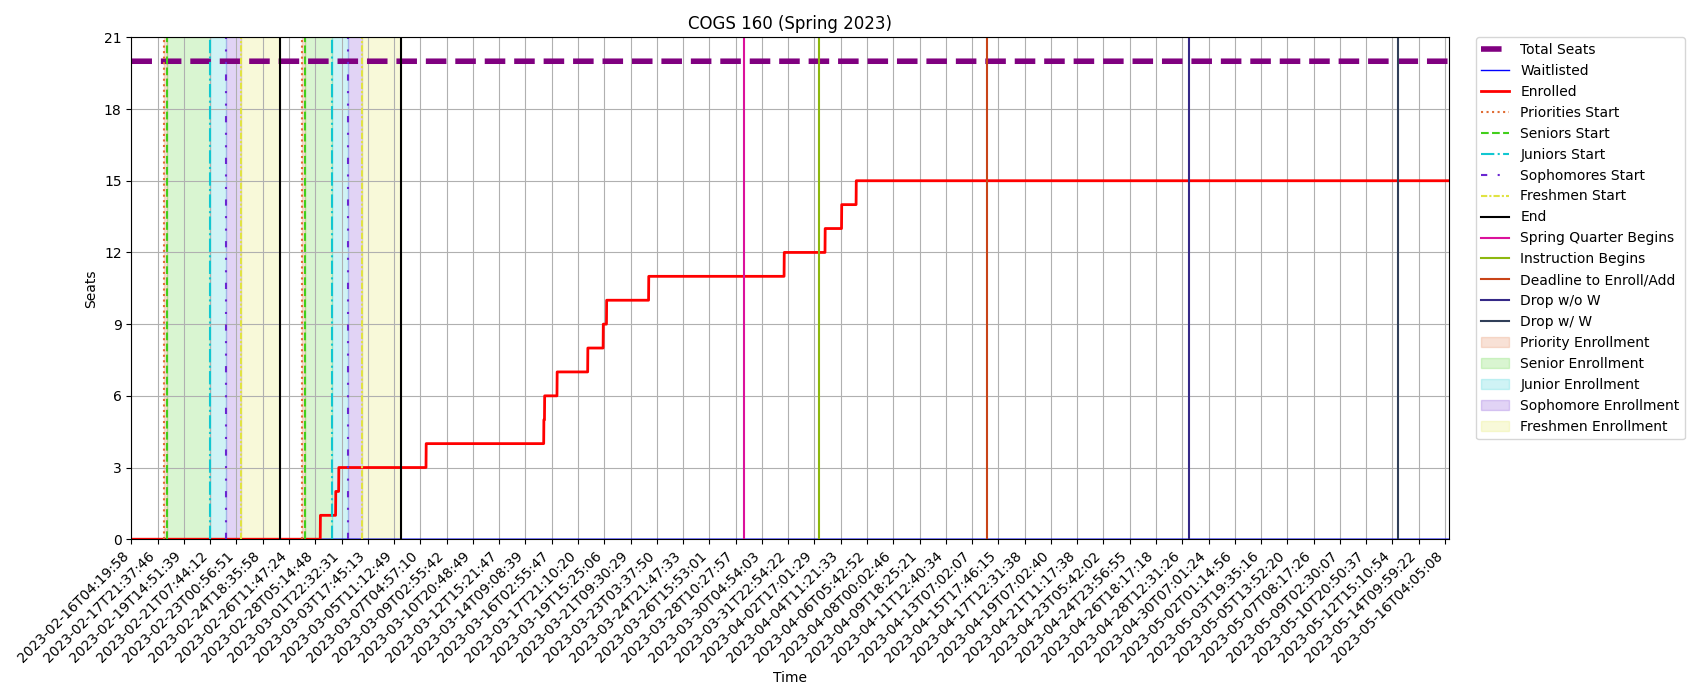 COGS 160 (Spring 2023)
21
18
15
12
9
6
3
0
Seats
2023-02-16T04:19:58
2023-02-17T21:37:46
2023-02-19T14:51:39
2023-02-21T07:44:12
2023-02-23T00:56:51
2023-02-24T18:35:58
2023-02-26T11:47:24
2023-02-28T05:14:48
2023-03-01T22:32:31
2023-03-03T17:45:13
2023-03-05T11:12:49
2023-03-07T04:57:10
2023-03-09T02:55:42
2023-03-10T20:48:49
2023-03-12T15:21:47
2023-03-14T09:08:39
2023-03-16T02:55:47
2023-03-17T21:10:20
2023-03-19T15:25:06
2023-03-21T09:30:29
2023-03-23T03:37:50
2023-03-24T21:47:33
2023-03-26T15:53:01
2023-03-28T10:27:57
2023-03-30T04:54:03
2023-03-31T22:54:22
2023-04-02T17:01:29
2023-04-04T11:21:33
2023-04-06T05:42:52
2023-04-08T00:02:46
2023-04-09T18:25:21
2023-04-11T12:40:34
2023-04-13T07:02:07
2023-04-15T17:46:15
2023-04-17T12:31:38
2023-04-19T07:02:40
2023-04-21T11:17:38
2023-04-23T05:42:02
2023-04-24T23:56:55
2023-04-26T18:17:18
2023-04-28T12:31:26
2023-04-30T07:01:24
2023-05-02T01:14:56
2023-05-03T19:35:16
2023-05-05T13:52:20
2023-05-07T08:17:26
2023-05-09T02:30:07
2023-05-10T20:50:37
2023-05-12T15:10:54
2023-05-14T09:59:22
2023-05-16T04:05:08
Time
Total Seats
Waitlisted
Enrolled
Priorities Start
Seniors Start
Juniors Start
Sophomores Start
Freshmen Start
End
Spring Quarter Begins
Instruction Begins
Deadline to Enroll/Add
Drop w/o W
Drop w/ W
Priority Enrollment
Senior Enrollment
Junior Enrollment
Sophomore Enrollment
Freshmen Enrollment